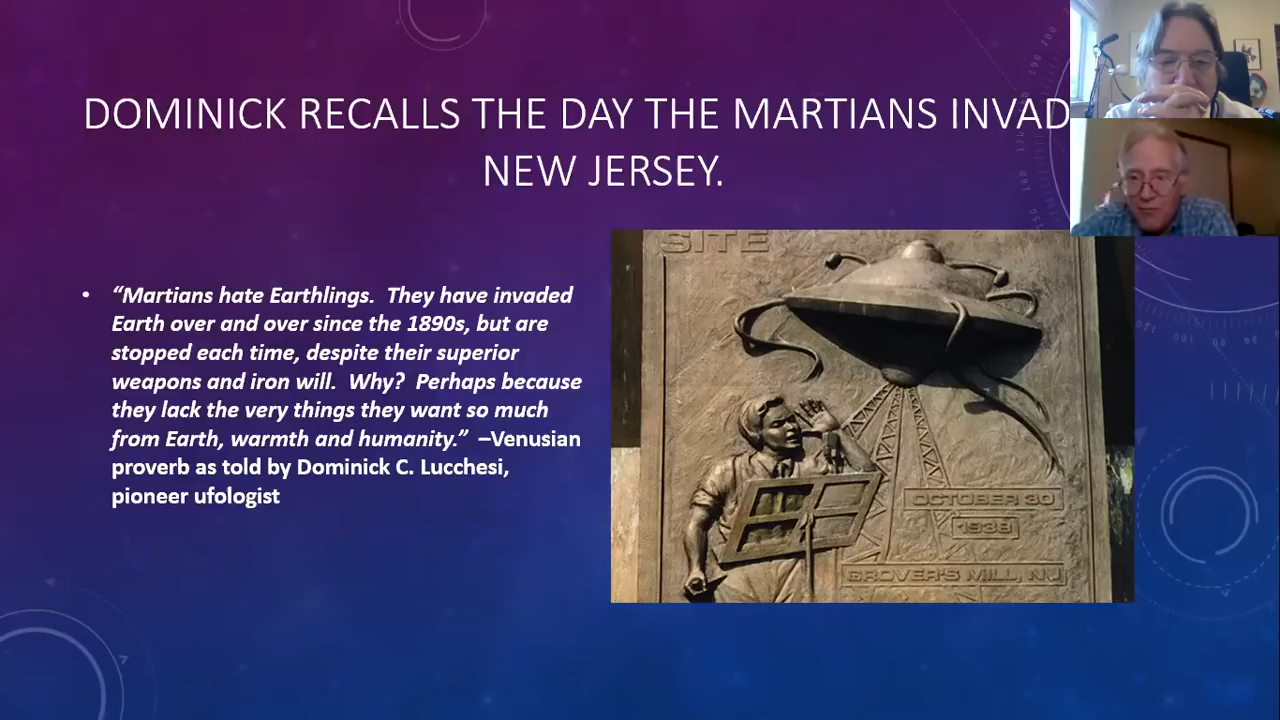 DOMINICK RECALLS THE DAY THE MARTIANS INVAD
NEW JERSEY.
• “Martians hate Earthlings.  They have invaded
Earth over and over since the 1890s, but are
stopped each time, despite their superior
weapons and iron will.  Why?  Perhaps because
they lack the very things they want so much
from Earth, warmth and humanity.”  –Venusian
proverb as told by Dominick C. Lucchesi,
pioneer ufologist
SITE
OCTOBER 30
1938
GROVER'S MILL, NJ